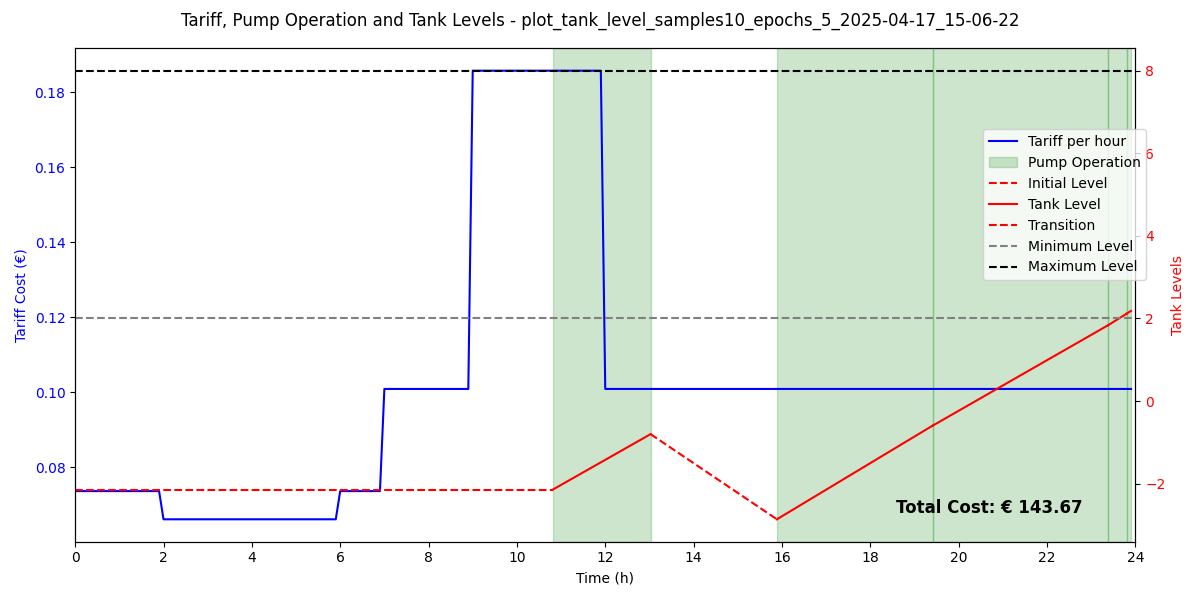 Tariff, Pump Operation and Tank Levels - plot_tank_level_samples10_epochs_5_2025-04-17_15-06-22
Tariff Cost (€)
0.18
0.16
0.14
0.12
0.10
0.08
8
6
4
2
0
−2
Tank Levels
Tariff per hour
Pump Operation
Initial Level
Tank Level
Transition
Minimum Level
Maximum Level
Total Cost: € 143.67
0 2 4 6 8 10 12 14 16 18 20 22 24
Time (h)